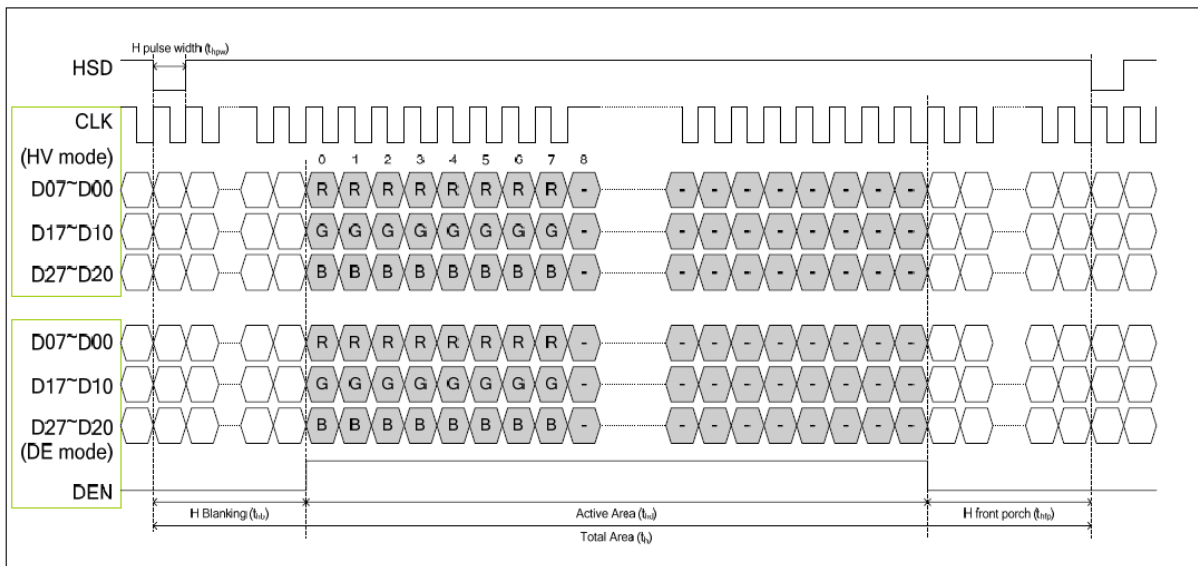 H pulse width (thpw)
HSD
CLK
(HV mode)
0 1 2 3 4 5 6 7 8
D07~D00 R R R R R R R R - - - - - - - - -
D17~D10 G G G G G G G G - - - - - - - - -
D27~D20 B B B B B B B B - - - - - - - - -
D07~D00 R R R R R R R R - - - - - - - - -
D17~D10 G G G G G G G G - - - - - - - - -
D27~D20 B B B B B B B B - - - - - - - - -
(DE mode)
DEN
H Blanking (thb) Active Area (thd) H front porch (thfp)
Total Area (th)